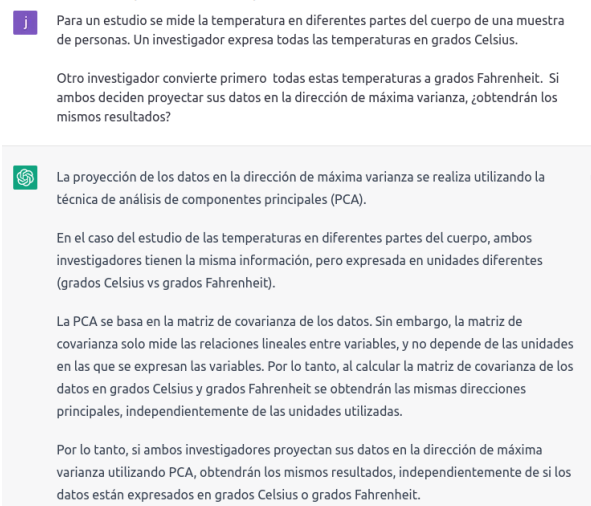 j
Para un estudio se mide la temperatura en diferentes partes del cuerpo de una muestra
de personas. Un investigador expresa todas las temperaturas en grados Celsius.
Otro investigador convierte primero  todas estas temperaturas a grados Fahrenheit.  Si
ambos deciden proyectar sus datos en la dirección de máxima varianza, ¿obtendrán los
mismos resultados?
La proyección de los datos en la dirección de máxima varianza se realiza utilizando la
técnica de análisis de componentes principales (PCA).
En el caso del estudio de las temperaturas en diferentes partes del cuerpo, ambos
investigadores tienen la misma información, pero expresada en unidades diferentes
(grados Celsius vs grados Fahrenheit).
La PCA se basa en la matriz de covarianza de los datos. Sin embargo, la matriz de
covarianza solo mide las relaciones lineales entre variables, y no depende de las unidades
en las que se expresan las variables. Por lo tanto, al calcular la matriz de covarianza de los
datos en grados Celsius y grados Fahrenheit se obtendrán las mismas direcciones
principales, independientemente de las unidades utilizadas.
Por lo tanto, si ambos investigadores proyectan sus datos en la dirección de máxima
varianza utilizando PCA, obtendrán los mismos resultados, independientemente de si los
datos están expresados en grados Celsius o grados Fahrenheit.